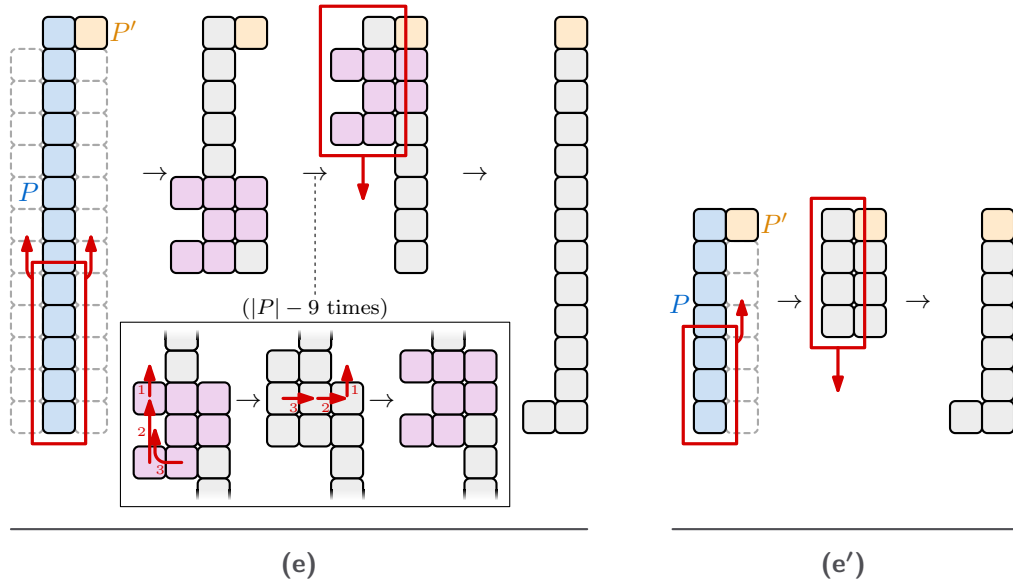 P′
P
→ → →
(|P| − 9 times)
1 2 3 → 3 2 1 →
P′
P
→ →
(e) (e′)